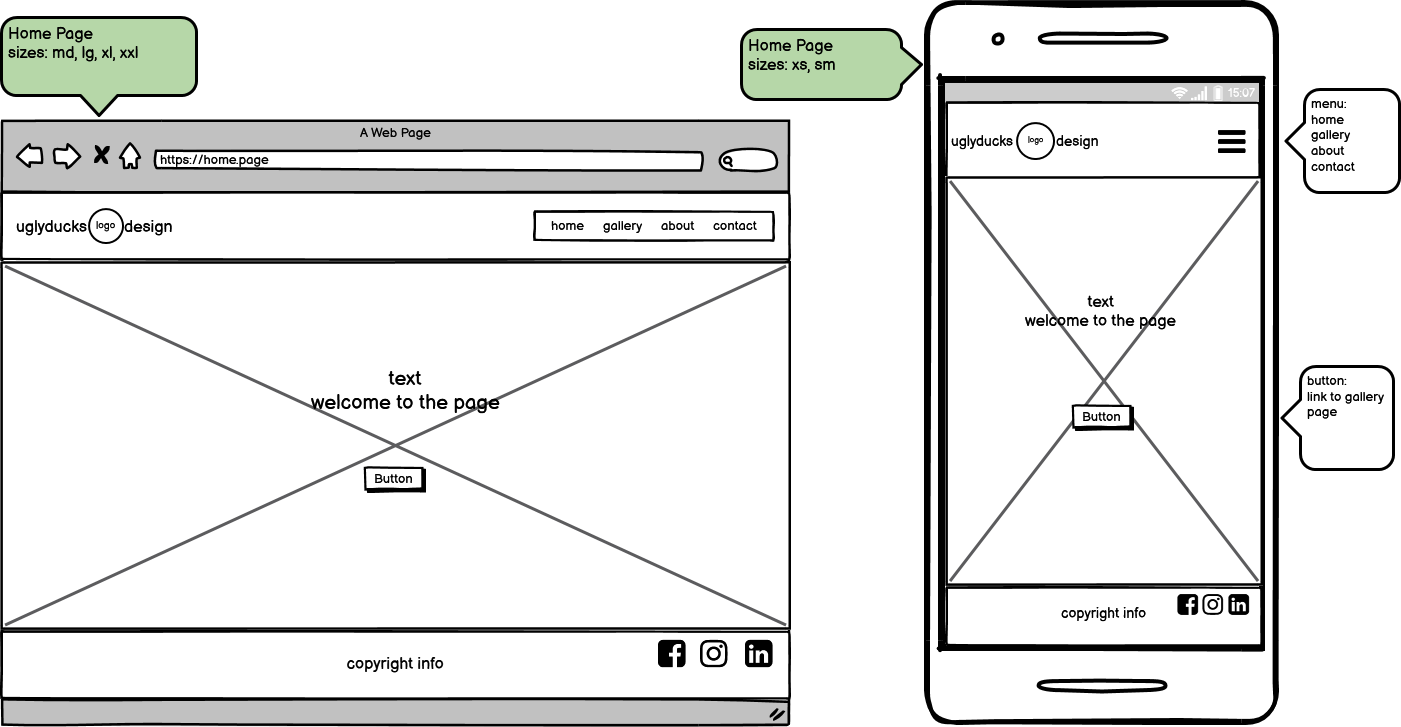 Home Page
sizes: md, lg, xl, xxl
A Web Page
https://home.page
uglyducks logo design
home gallery about contact
text
welcome to the page
Button
copyright info
Home Page
sizes: xs, sm
15:07
uglyducks logo design
text
welcome to the page
Button
copyright info
menu:
home
gallery
about
contact
button:
link to gallery
page